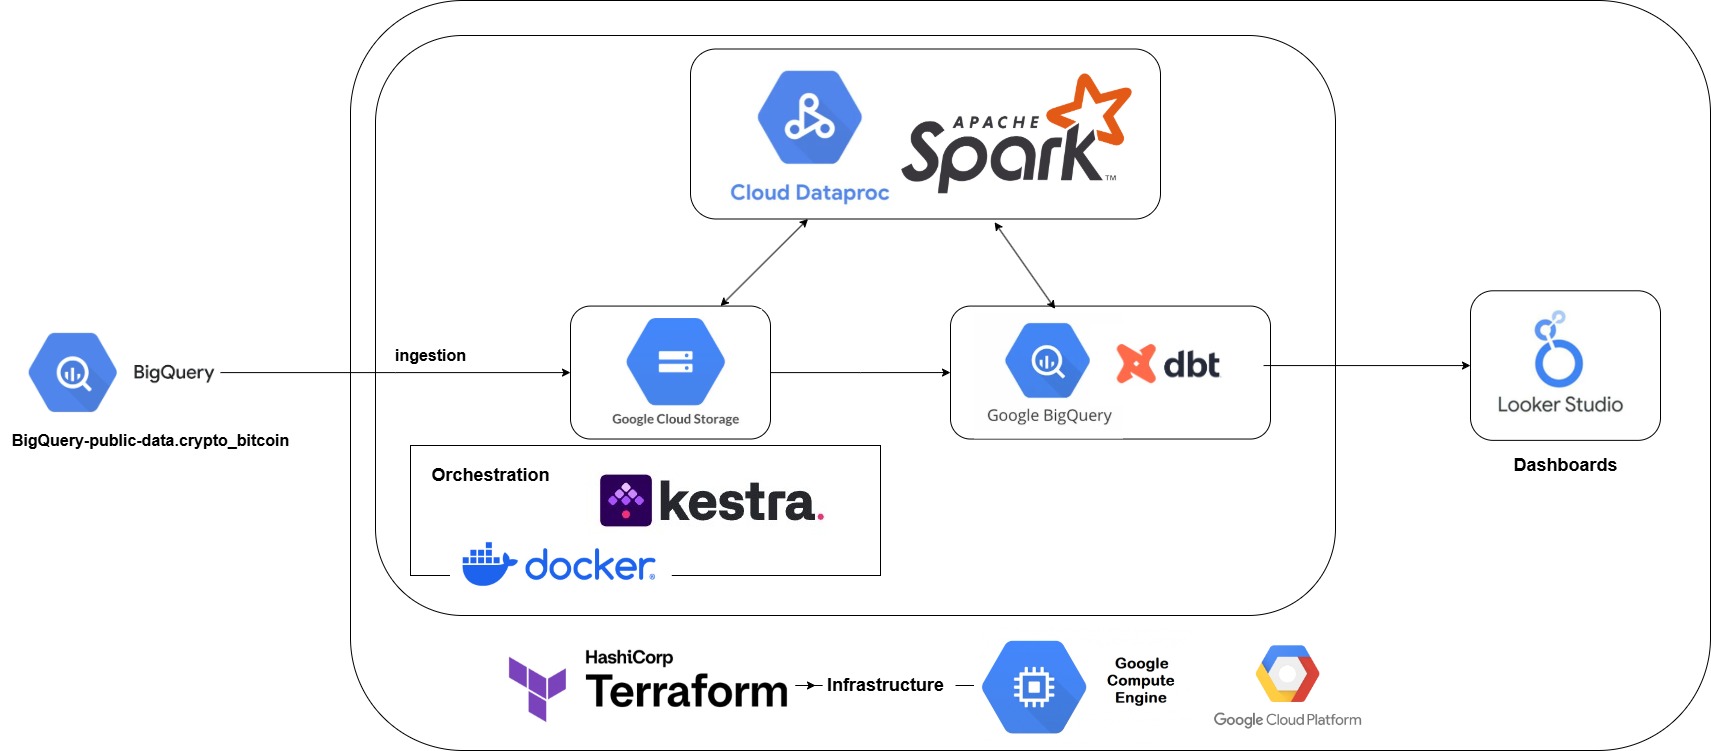 APACHE
Spark™
Cloud Dataproc
BigQuery
BigQuery-public-data.crypto_bitcoin
ingestion
Google Cloud Storage
Google BigQuery
dbt
Looker Studio
Dashboards
Orchestration
kestra.
docker®
HashiCorp
Terraform
Infrastructure
Google
Compute
Engine
Google Cloud Platform